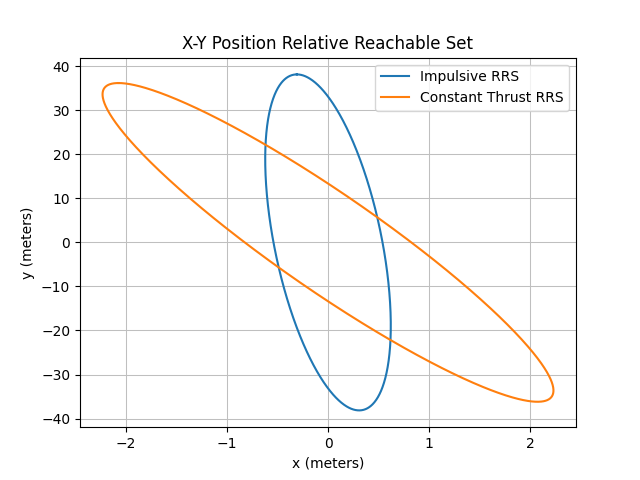 X-Y Position Relative Reachable Set
Impulsive RRS
Constant Thrust RRS
40
30
20
10
0
−10
−20
−30
−40
y (meters)
−2
−1
0
1
2
x (meters)